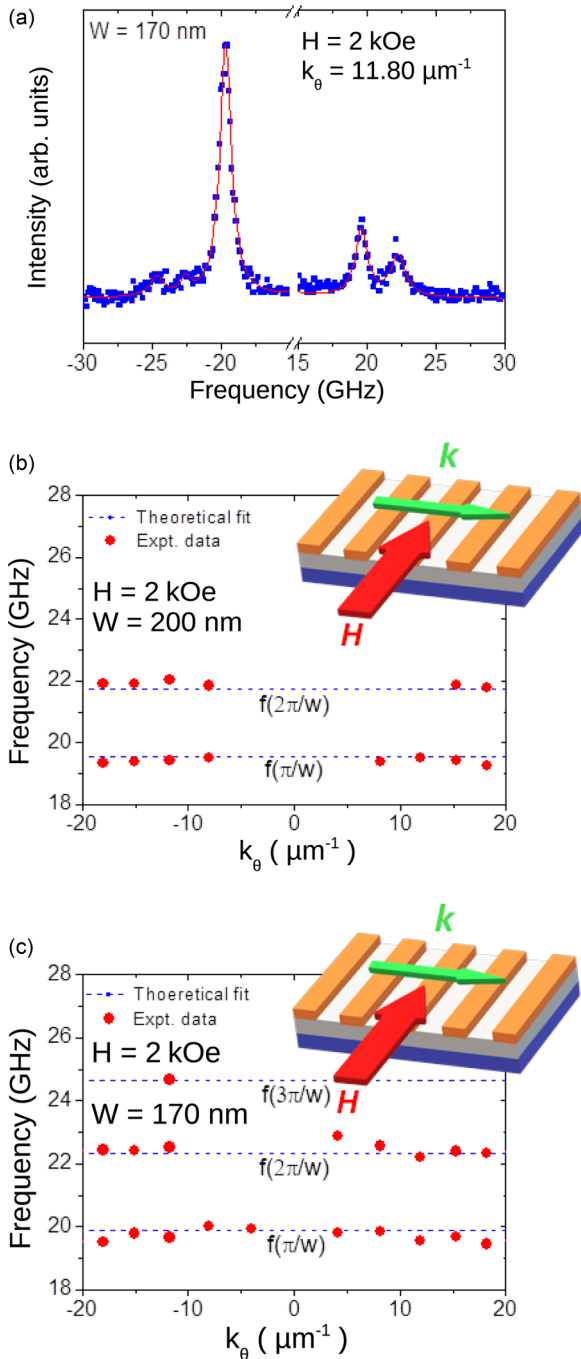 (a)
W = 170 nm
H = 2 kOe
kθ = 11.80 µm-1
Intensity (arb. units)
-30 -25 -20 15 20 25 30
Frequency (GHz)
(b)
k
H
28
26
24
22
20
18
Theoretical fit
Expt. data
H = 2 kOe
W = 200 nm
f(2π/w)
f(π/w)
Frequency (GHz)
-20 -10 0 10 20
kθ ( µm-1 )
(c)
k
H
28
26
24
22
20
18
Thoeretical fit
Expt. data
H = 2 kOe
W = 170 nm
f(3π/w)
f(2π/w)
f(π/w)
Frequency (GHz)
-20 -10 0 10 20
kθ ( µm-1 )